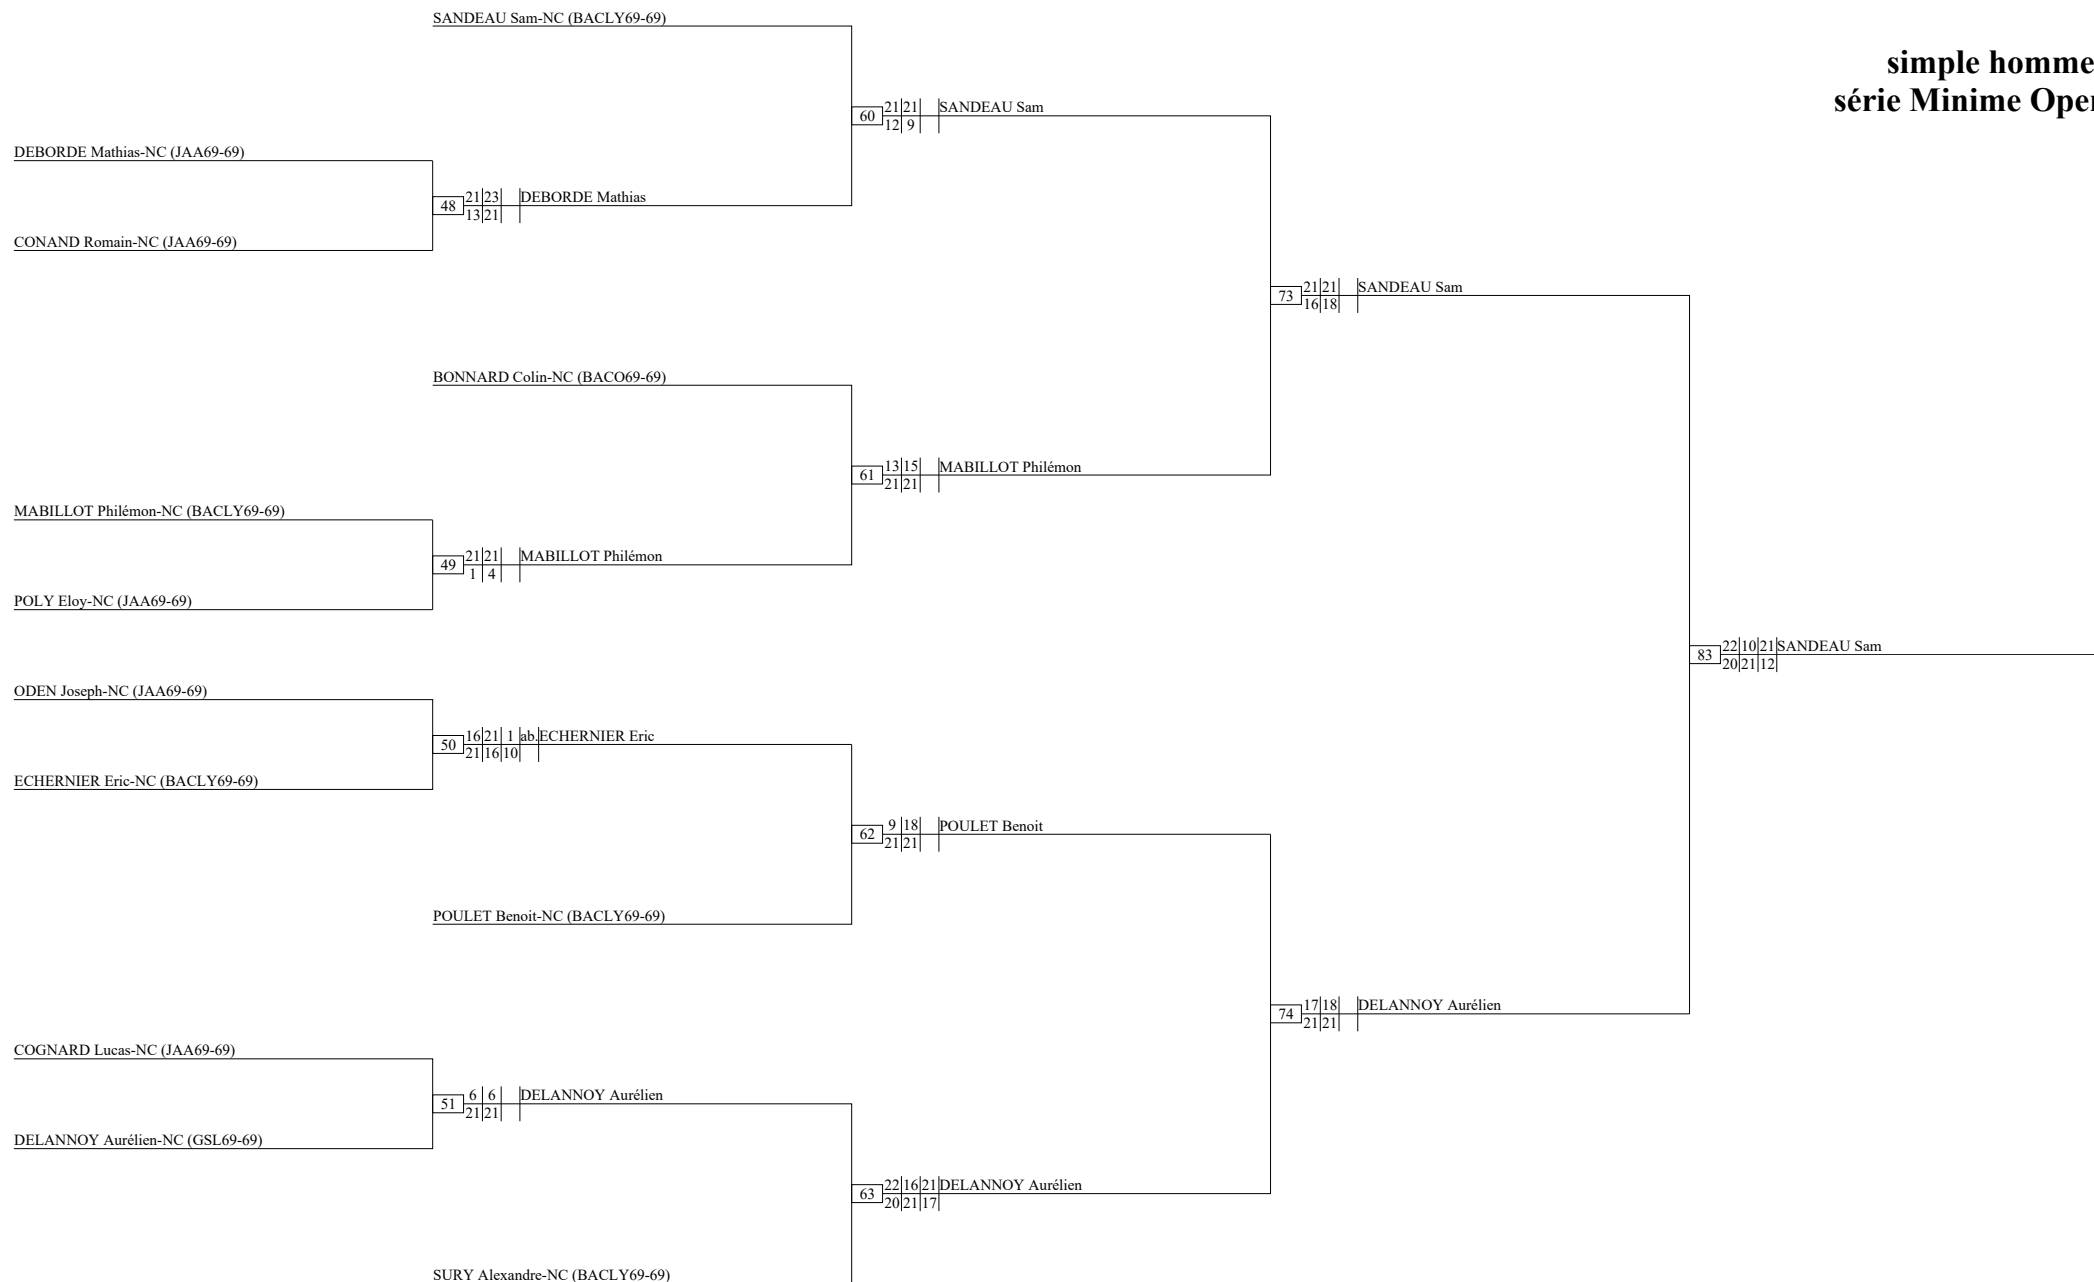 SANDEAU Sam-NC (BACLY69-69)
simple homme
série Minime Open
60 21 21 SANDEAU Sam
12 9
DEBORDE Mathias-NC (JAA69-69)
48 21 23 DEBORDE Mathias
13 21
CONAND Romain-NC (JAA69-69)
73 21 21 SANDEAU Sam
16 18
BONNARD Colin-NC (BACO69-69)
61 13 15 MABILLOT Philémon
21 21
MABILLOT Philémon-NC (BACLY69-69)
49 21 21 MABILLOT Philémon
1 4
POLY Eloy-NC (JAA69-69)
83 22 10 21 SANDEAU Sam
20 21 12
ODEN Joseph-NC (JAA69-69)
50 16 21 1 ab. ECHERNIER Eric
21 16 10
ECHERNIER Eric-NC (BACLY69-69)
62 9 18 POULET Benoit
21 21
POULET Benoit-NC (BACLY69-69)
74 17 18 DELANNOY Aurélien
21 21
COGNARD Lucas-NC (JAA69-69)
51 6 6 DELANNOY Aurélien
21 21
DELANNOY Aurélien-NC (GSL69-69)
63 22 16 21 DELANNOY Aurélien
20 21 17
SURY Alexandre-NC (BACLY69-69)